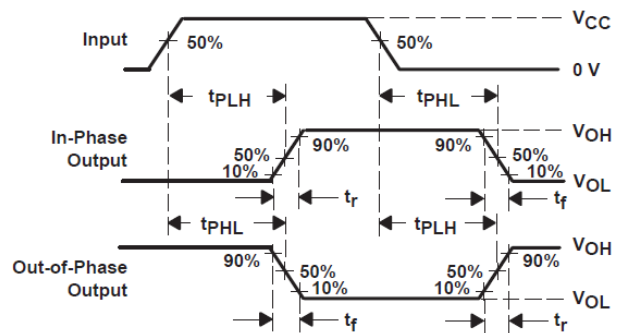 Input
50%
50%
VCC
0 V
tPLH
tPHL
In-Phase
Output
50%
10%
90%
90%
50%
10%
VOH
VOL
tr
tf
tPHL
tPLH
Out-of-Phase
Output
90%
50%
10%
50%
10%
90%
VOH
VOL
tf
tr